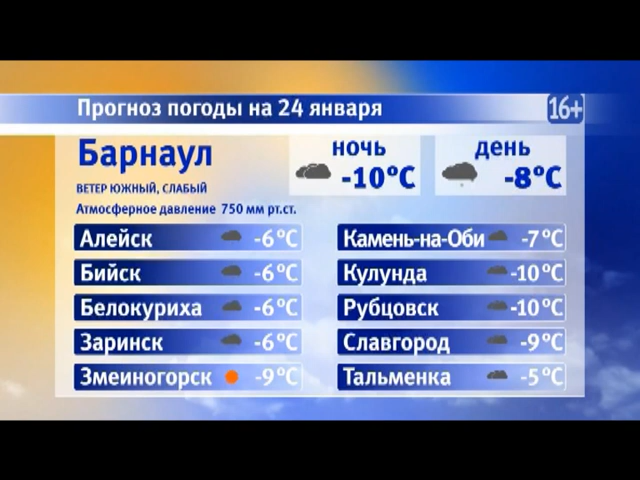 Прогноз погоды на 24 января
16+
Барнаул
ВЕТЕР ЮЖНЫЙ, СЛАБЫЙ
Атмосферное давление 750 мм рт.ст.
ночь
-10°C
день
-8°C
Алейск -6°C
Бийск -6°C
Белокуриха -6°C
Заринск -6°C
Змеиногорск -9°C
Камень-на-Оби -7°C
Кулунда -10°C
Рубцовск -10°C
Славгород -9°C
Тальменка -5°C